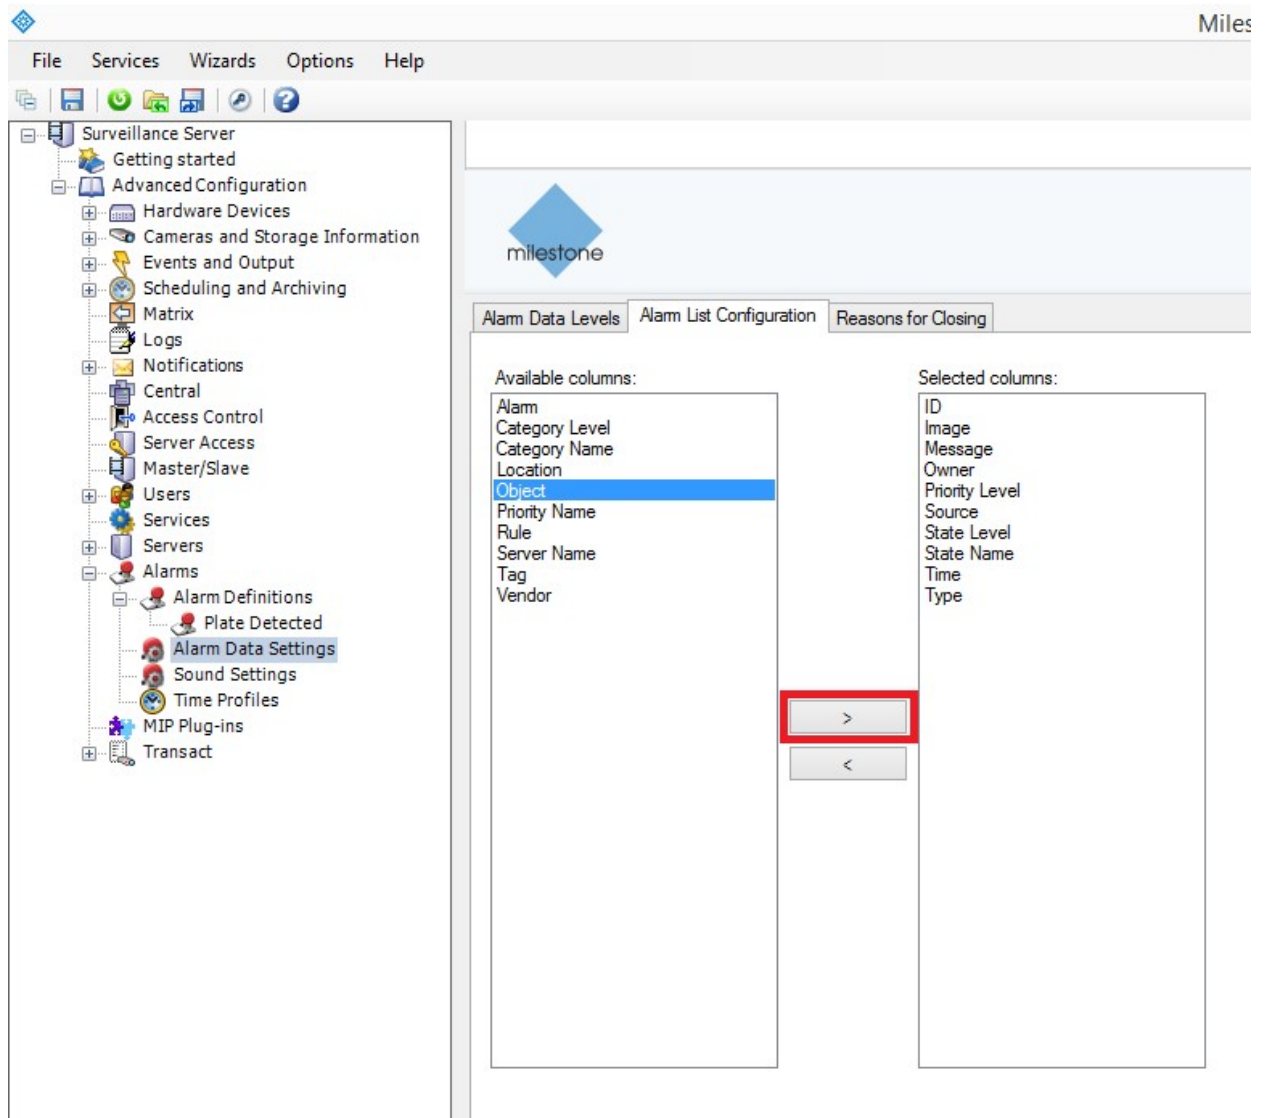 Miles
File Services Wizards Options Help
Surveillance Server
Getting started
Advanced Configuration
Hardware Devices
Cameras and Storage Information
Events and Output
Scheduling and Archiving
Matrix
Logs
Notifications
Central
Access Control
Server Access
Master/Slave
Users
Services
Servers
Alarms
Alarm Definitions
Plate Detected
Alarm Data Settings
Sound Settings
Time Profiles
MIP Plug-ins
Transact
milestone
Alarm Data Levels Alarm List Configuration Reasons for Closing
Available columns:
Alarm
Category Level
Category Name
Location
Object
Priority Name
Rule
Server Name
Tag
Vendor
>
<
Selected columns:
ID
Image
Message
Owner
Priority Level
Source
State Level
State Name
Time
Type